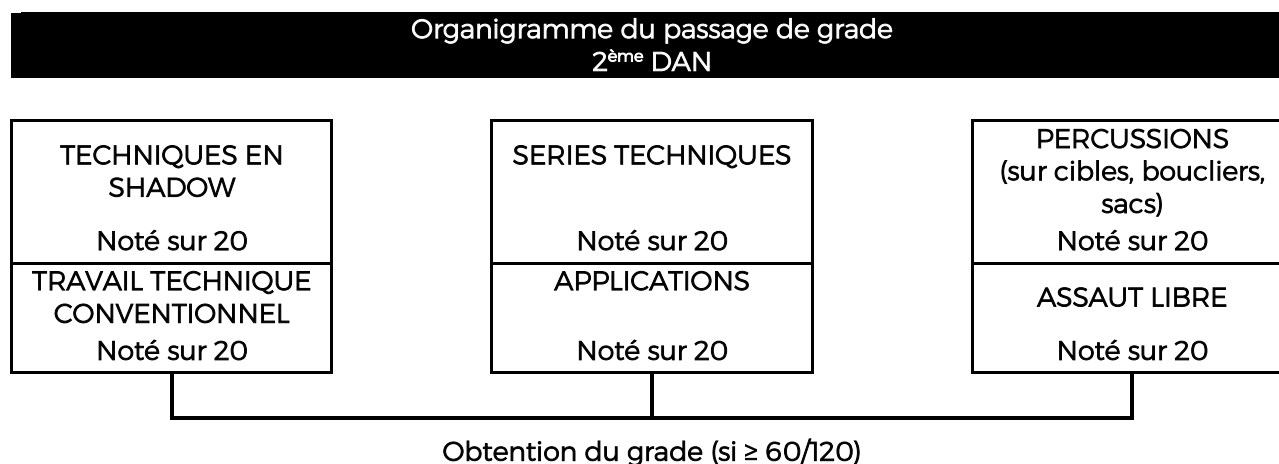 Organigramme du passage de grade
2ème DAN
TECHNIQUES EN
SHADOW
Noté sur 20
TRAVAIL TECHNIQUE
CONVENTIONNEL
Noté sur 20
SERIES TECHNIQUES
Noté sur 20
APPLICATIONS
Noté sur 20
PERCUSSIONS
(sur cibles, boucliers,
sacs)
Noté sur 20
ASSAUT LIBRE
Noté sur 20
Obtention du grade (si ≥ 60/120)